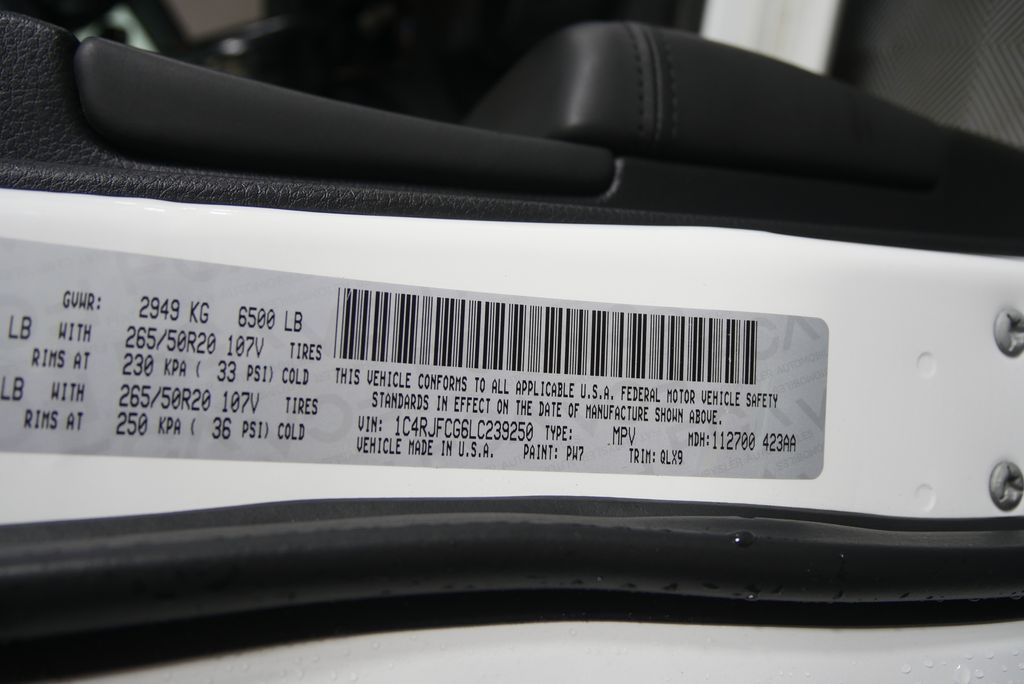 GVWR: 2949 KG 6500 LB
LB WITH 265/50R20 107V TIRES
RIMS AT 230 KPA ( 33 PSI) COLD
LB WITH 265/50R20 107V TIRES
RIMS AT 250 KPA ( 36 PSI) COLD
THIS VEHICLE CONFORMS TO ALL APPLICABLE U.S.A. FEDERAL MOTOR VEHICLE SAFETY
STANDARDS IN EFFECT ON THE DATE OF MANUFACTURE SHOWN ABOVE.
VIN: 1C4RJFCG6LC239250 TYPE: MPV MDH:112700 423AA
VEHICLE MADE IN U.S.A. PAINT: PW7 TRIM: QLX9